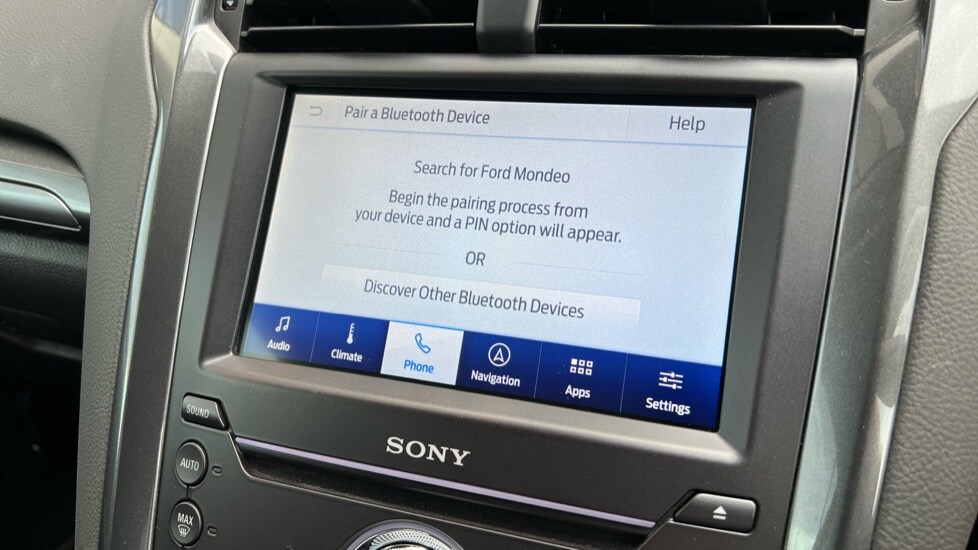 Pair a Bluetooth Device
Help
Search for Ford Mondeo
Begin the pairing process from
your device and a PIN option will appear.
OR
Discover Other Bluetooth Devices
Audio
Climate
Phone
Navigation
Apps
Settings
SOUND
SONY
AUTO
MAX